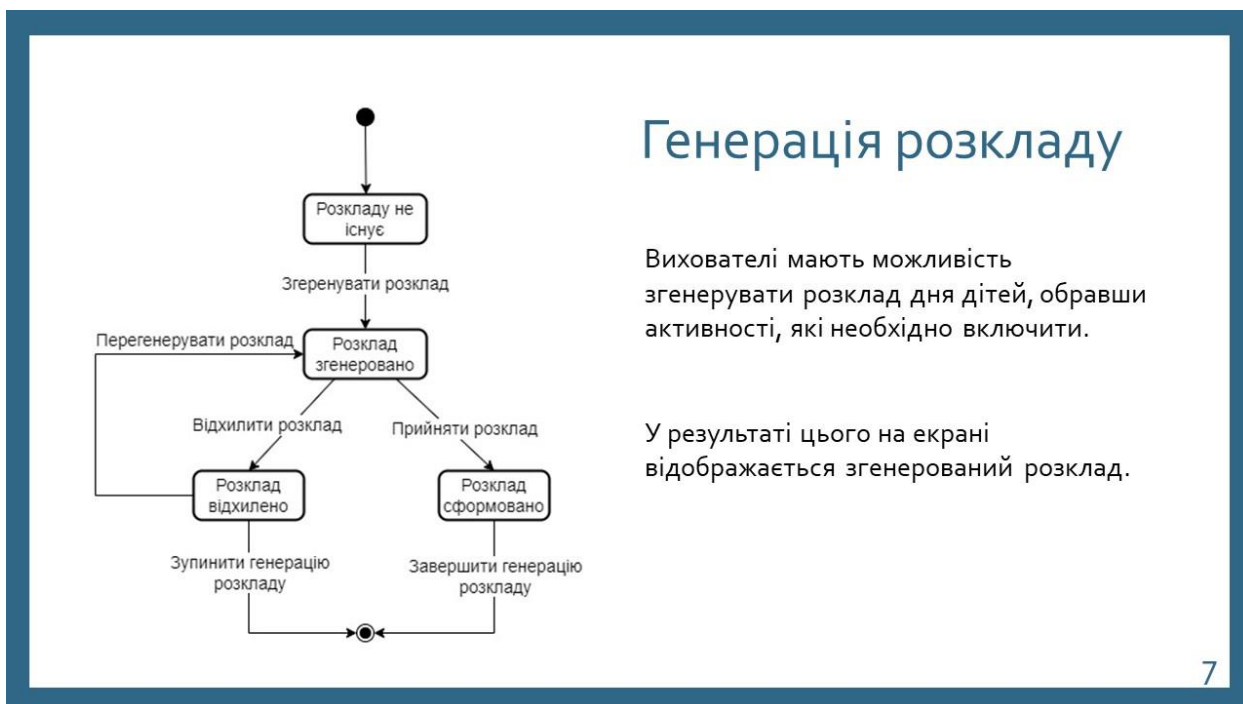 Генерація розкладу
Розкладу не
існує
Згеренувати розклад
Перегенерувати розклад
Розклад
згенеровано
Відхилити розклад
Прийняти розклад
Розклад
відхилено
Розклад
сформовано
Зупинити генерацію
розкладу
Завершити генерацію
розкладу
Вихователі мають можливість
згенерувати розклад дня дітей, обравши
активності, які необхідно включити.
У результаті цього на екрані
відображається згенерований розклад.
7